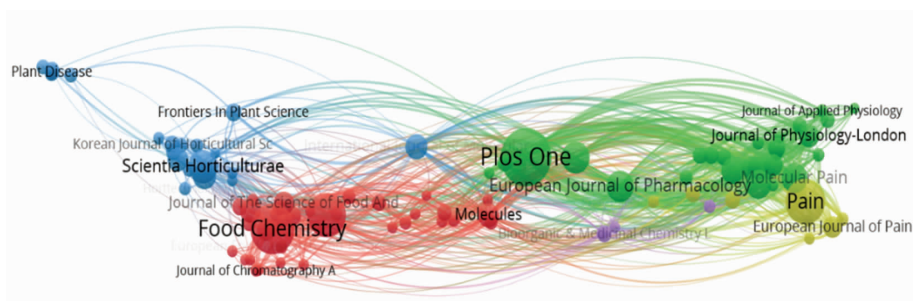 Plant Disease
Frontiers In Plant Science
Journal of Applied Physiology
Korean Journal of Horticultural Sc
Journal of Physiology-London
Scientia Horticulturae
Plos One
Molecular Pain
European Journal of Pharmacology
Journal of The Science of Food And
Pain
Molecules
Food Chemistry
European Journal of Pain
Bioorganic & Medicinal Chemistry l
Journal of Chromatography A